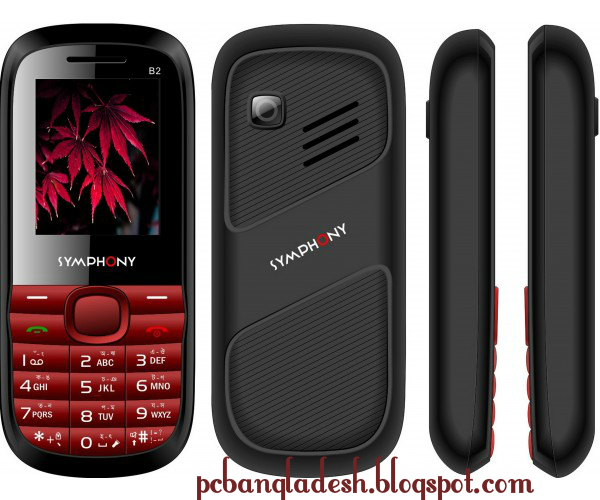 B2
SYMPHONY
SYMPHONY
1
2 ABC
3 DEF
4 GHI
5 JKL
6 MNO
7 PQRS
8 TUV
9 WXYZ
*+
0
#
pcbangladesh.blogspot.com